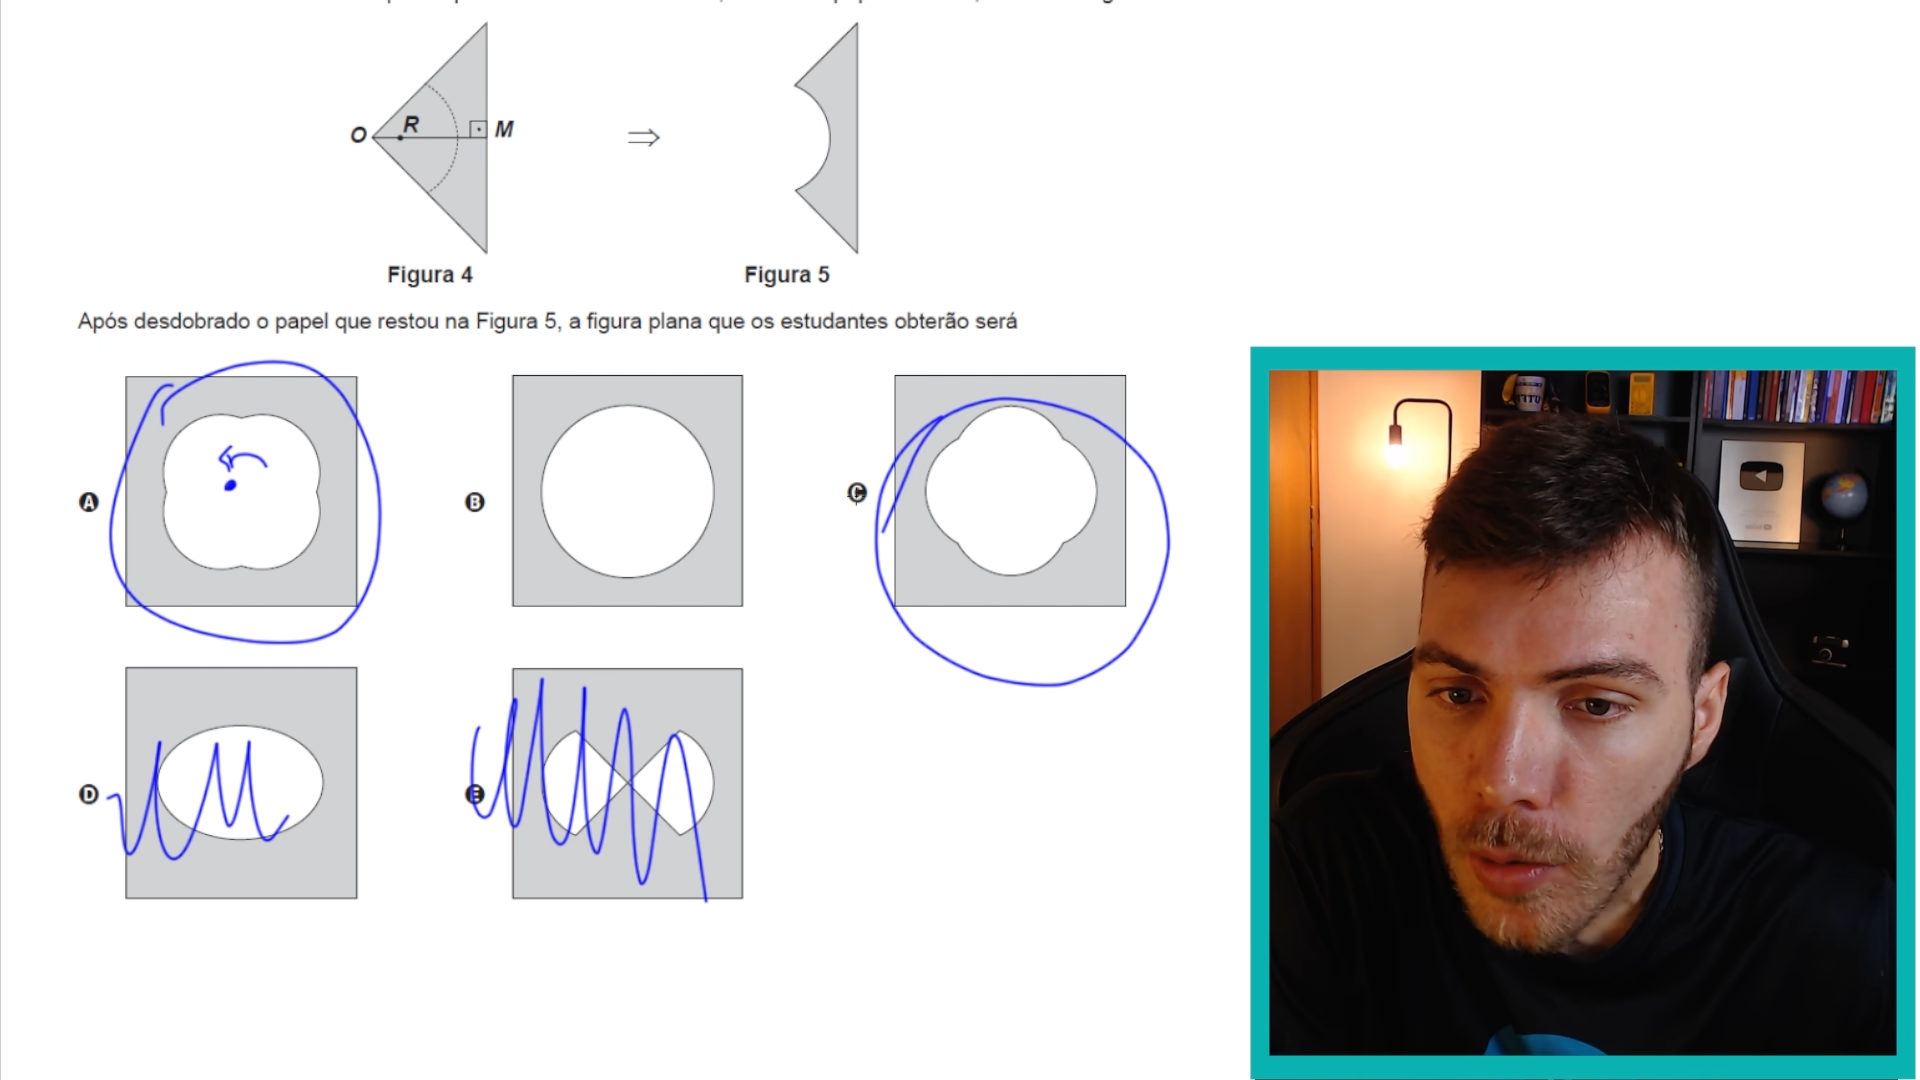 O R M
Figura 4
⇒
Figura 5
Após desdobrado o papel que restou na Figura 5, a figura plana que os estudantes obterão será
A
B
C
D
E